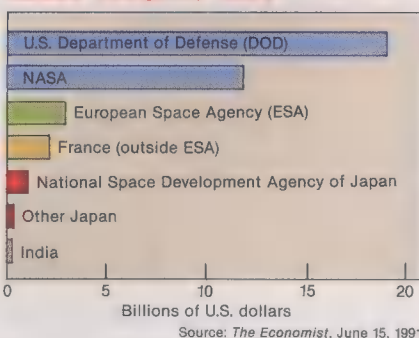 U.S. Department of Defense (DOD)
NASA
European Space Agency (ESA)
France (outside ESA)
National Space Development Agency of Japan
Other Japan
India
0 5 10 15 20
Billions of U.S. dollars
Source: The Economist, June 15, 1991